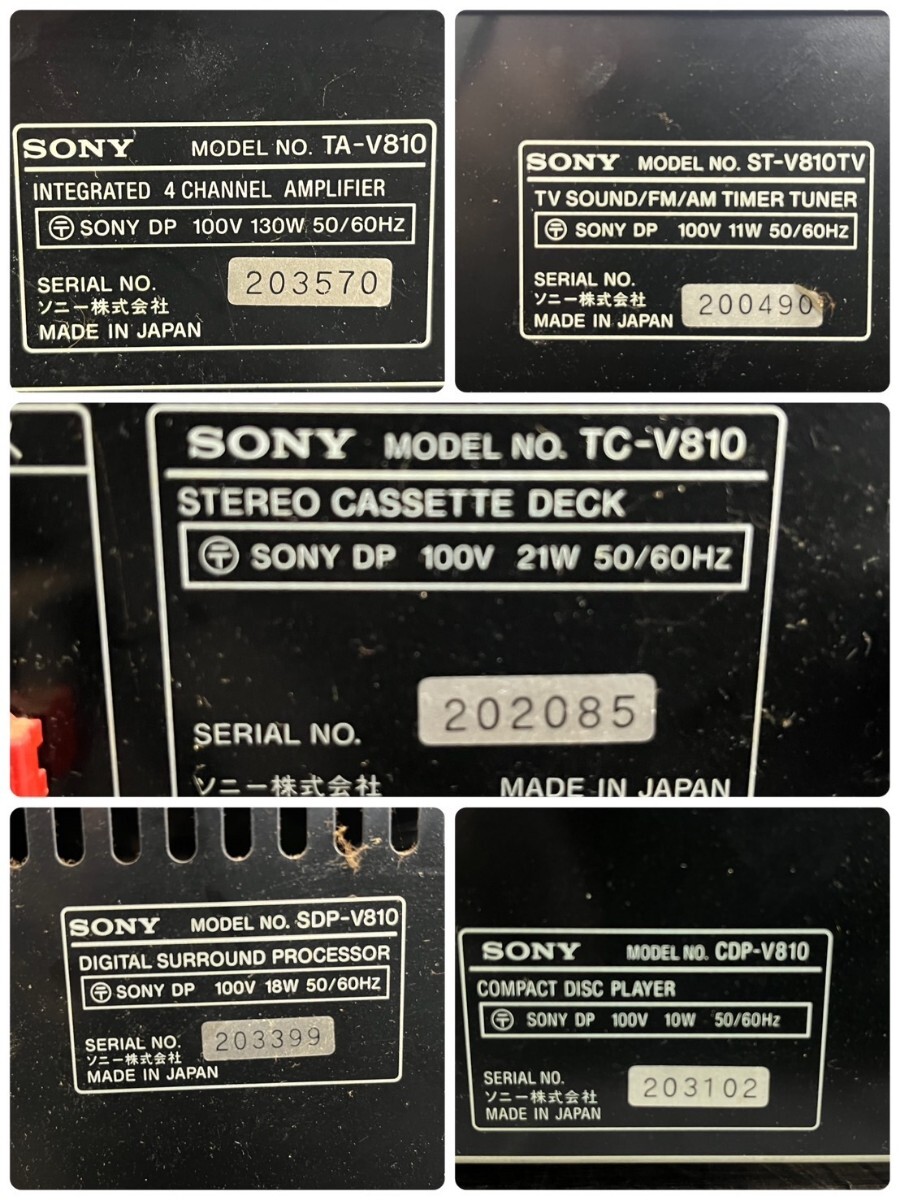 SONY MODEL NO. TA-V810
INTEGRATED 4 CHANNEL AMPLIFIER
〶 SONY DP 100V 130W 50/60Hz
SERIAL NO. 203570
ソニー株式会社
MADE IN JAPAN
SONY MODEL NO. ST-V810TV
TV SOUND/FM/AM TIMER TUNER
〶 SONY DP 100V 11W 50/60Hz
SERIAL NO. 200490
ソニー株式会社
MADE IN JAPAN
SONY MODEL NO. TC-V810
STEREO CASSETTE DECK
〶 SONY DP 100V 21W 50/60Hz
SERIAL NO. 202085
ソニー株式会社 MADE IN JAPAN
SONY MODEL NO. SDP-V810
DIGITAL SURROUND PROCESSOR
〶 SONY DP 100V 18W 50/60Hz
SERIAL NO. 203399
ソニー株式会社
MADE IN JAPAN
SONY MODEL NO. CDP-V810
COMPACT DISC PLAYER
〶 SONY DP 100V 10W 50/60Hz
SERIAL NO. 203102
ソニー株式会社
MADE IN JAPAN